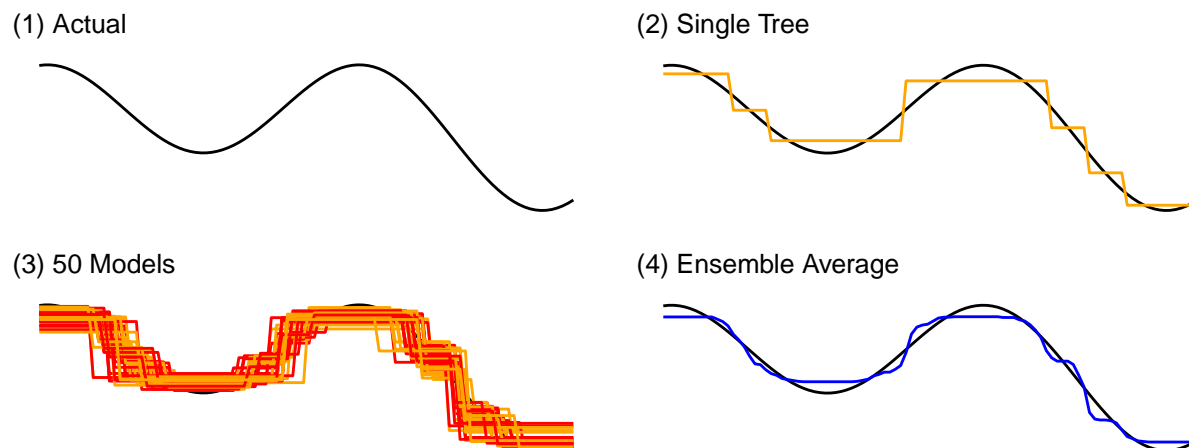 (1) Actual
(2) Single Tree
(3) 50 Models
(4) Ensemble Average